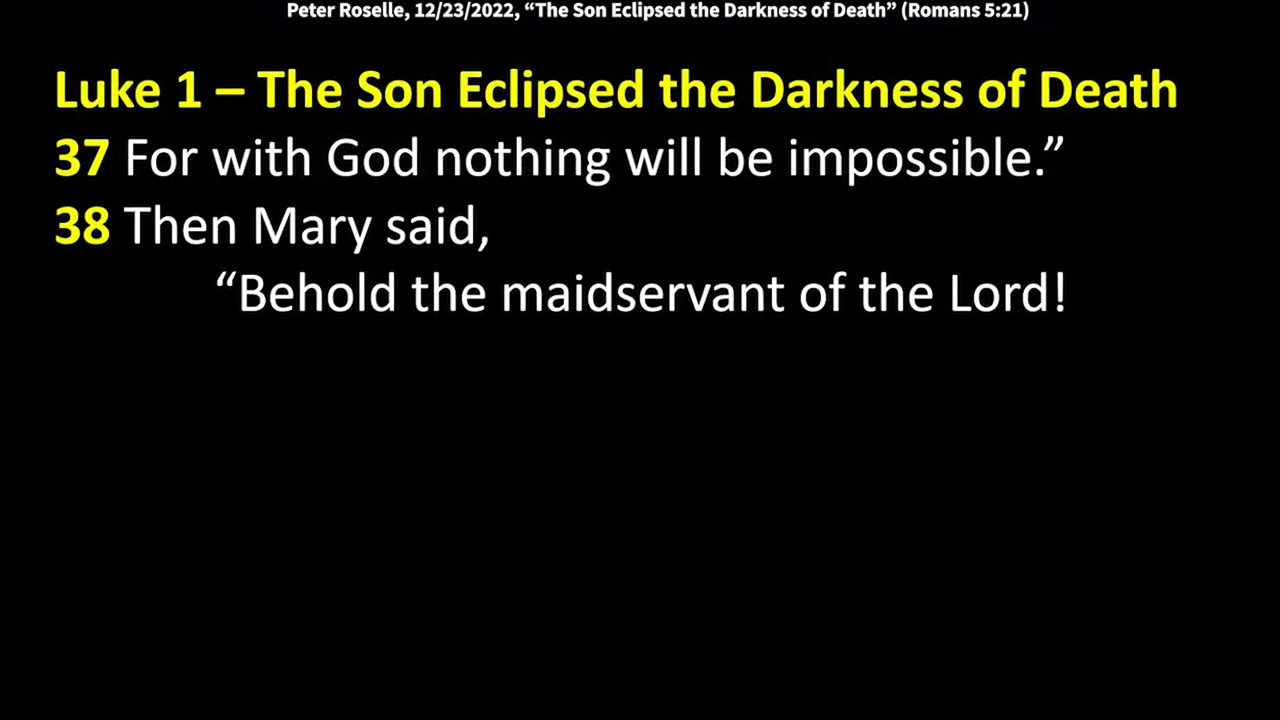 Peter Roselle, 12/23/2022, “The Son Eclipsed the Darkness of Death” (Romans 5:21)
Luke 1 – The Son Eclipsed the Darkness of Death
37 For with God nothing will be impossible.”
38 Then Mary said,
“Behold the maidservant of the Lord!